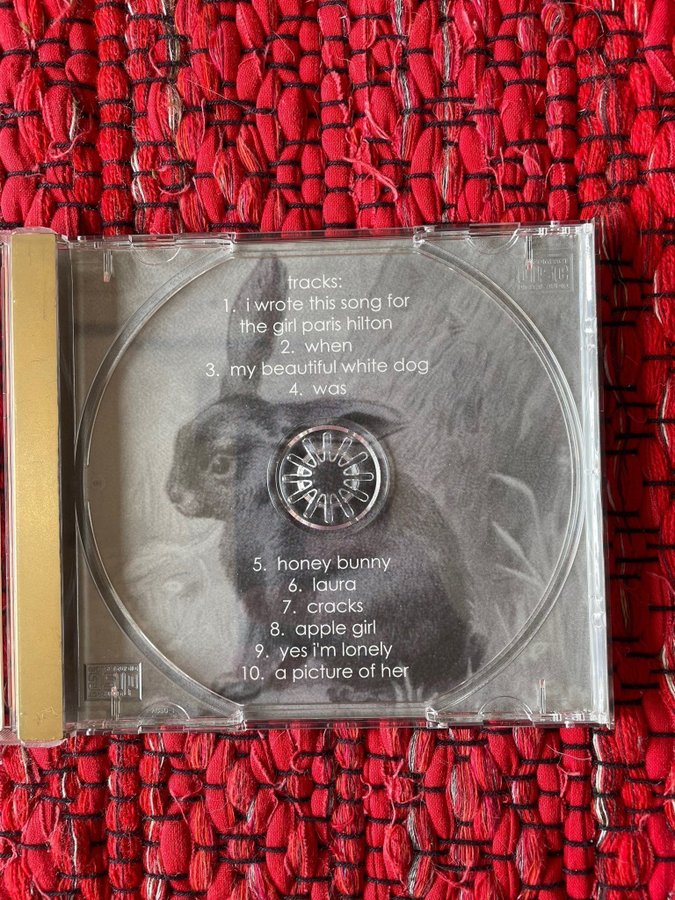 tracks:
1. i wrote this song for
the girl paris hilton
2. when
3. my beautiful white dog
4. was
5. honey bunny
6. laura
7. cracks
8. apple girl
9. yes i'm lonely
10. a picture of her